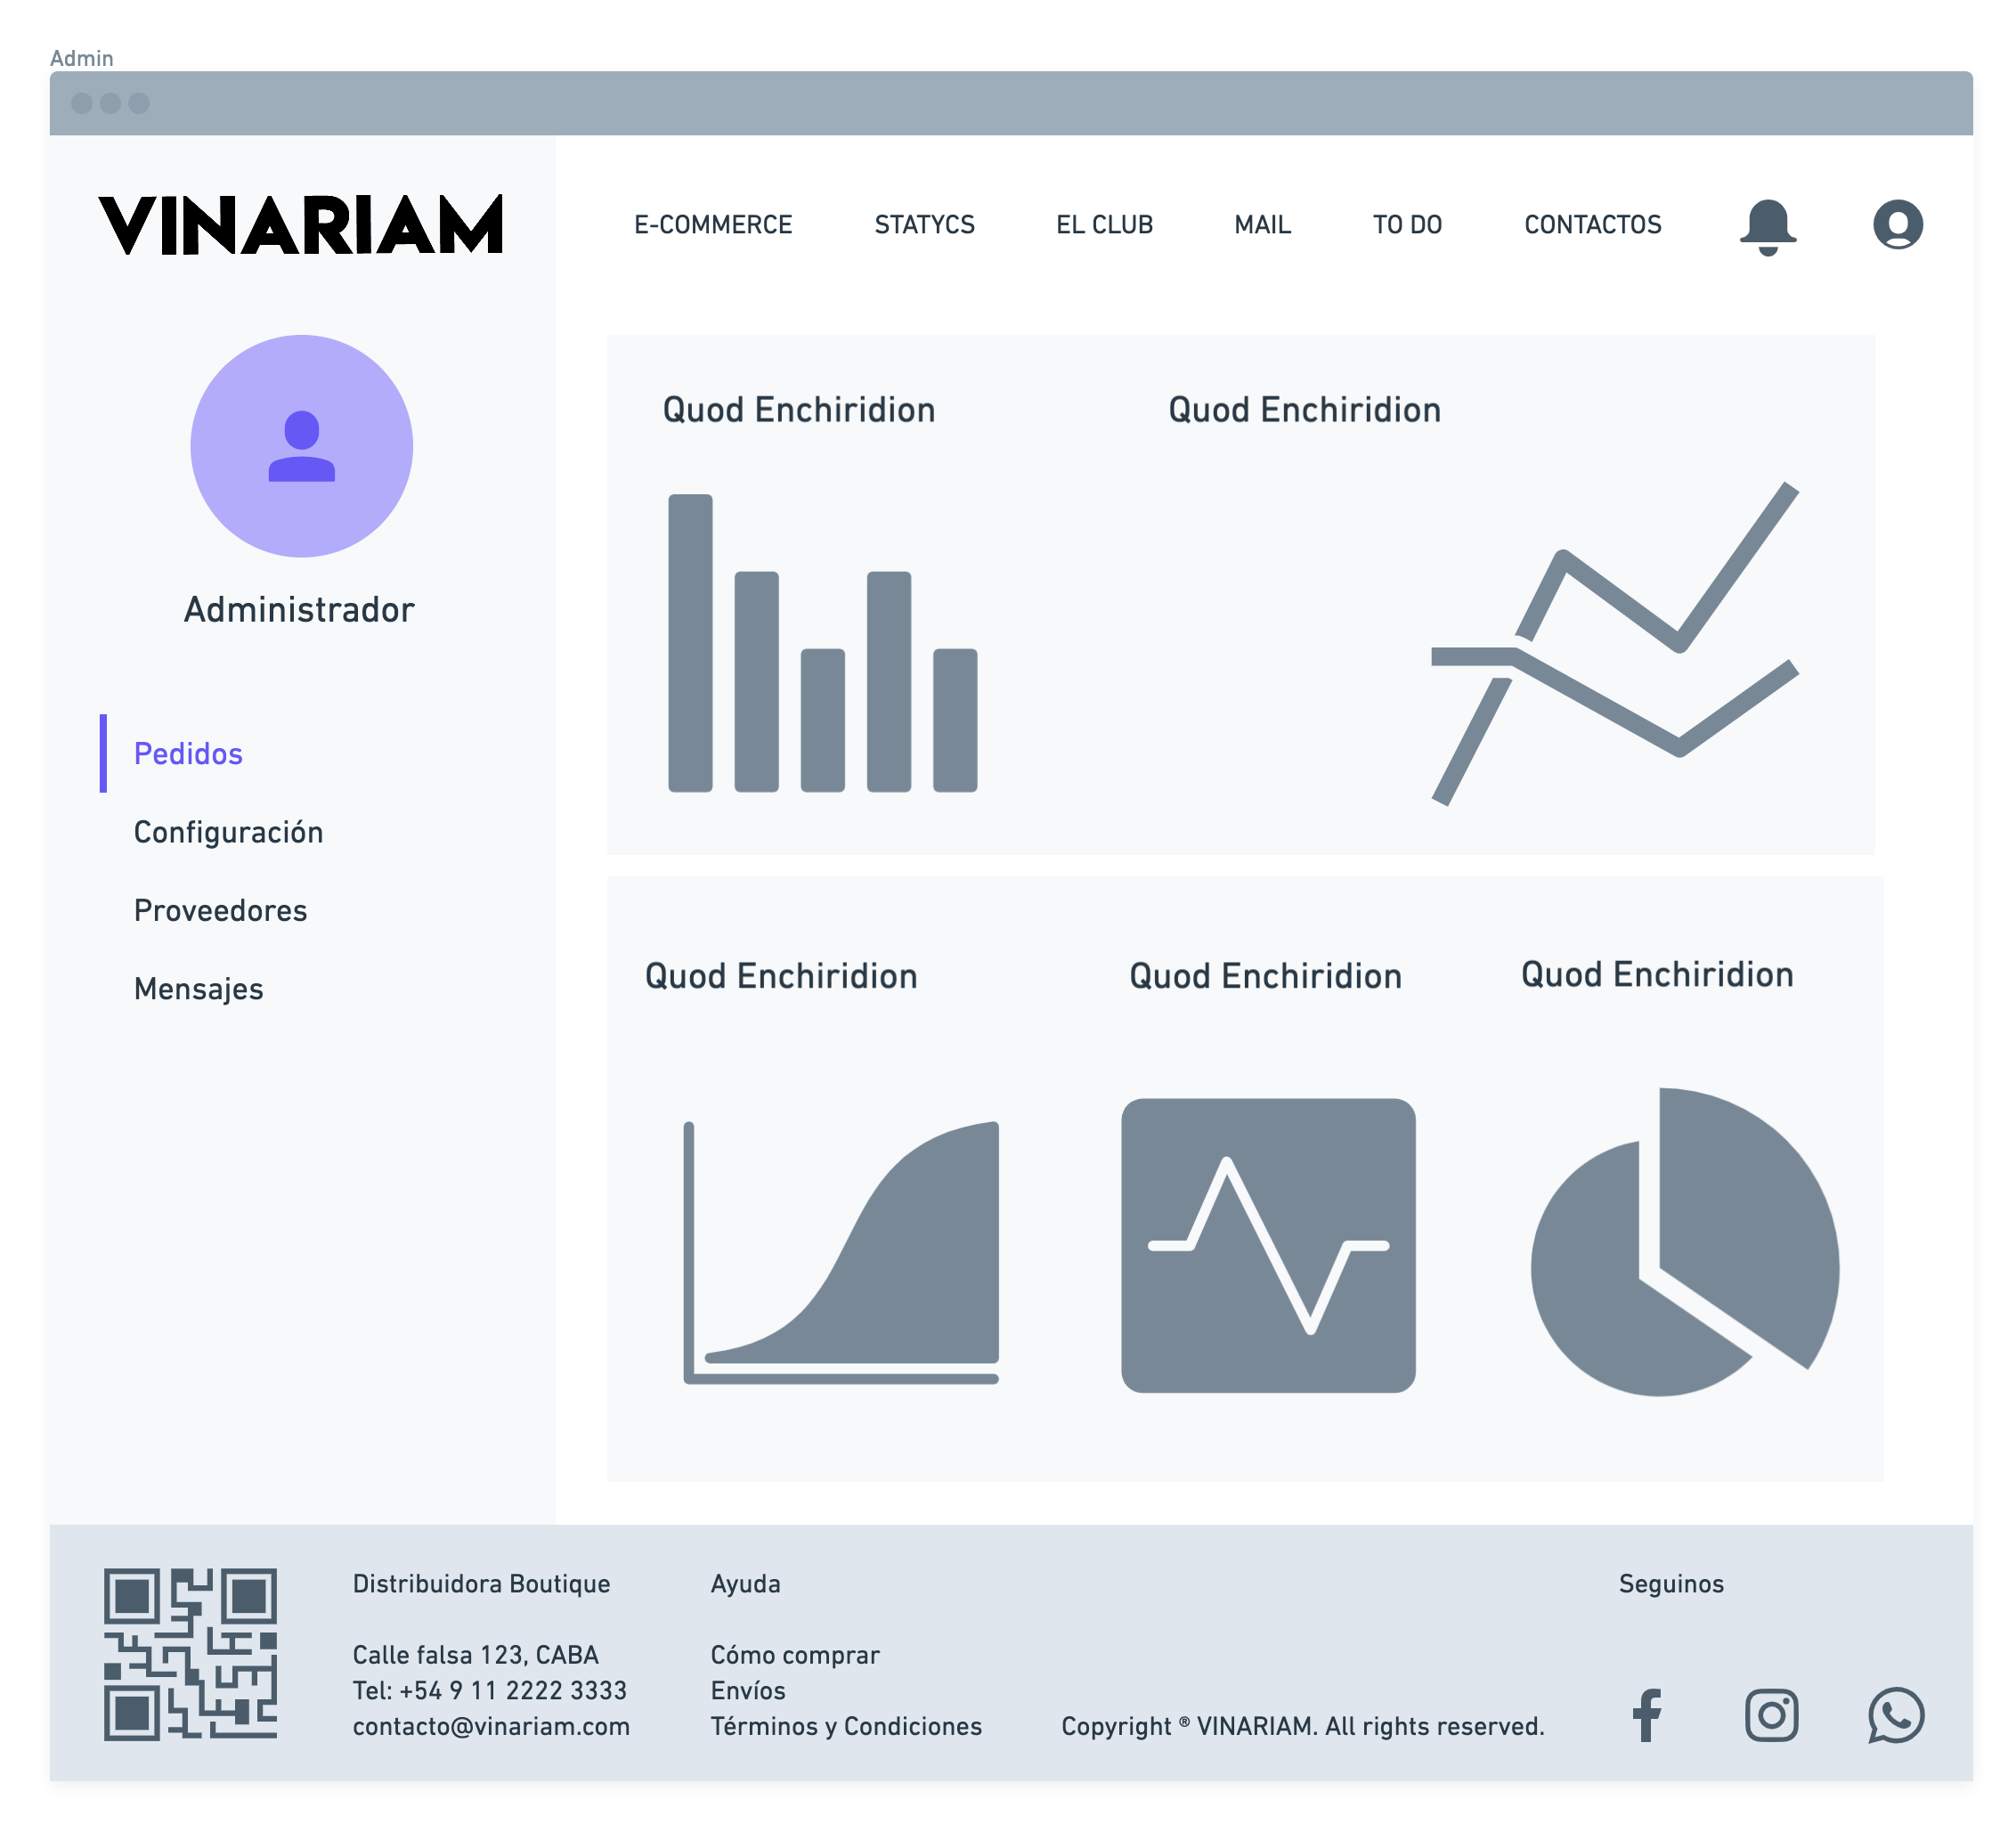 Admin
VINARIAM
E-COMMERCE STATYCS EL CLUB MAIL TO DO CONTACTOS
Administrador
Pedidos
Configuración
Proveedores
Mensajes
Quod Enchiridion Quod Enchiridion
Quod Enchiridion Quod Enchiridion Quod Enchiridion
Distribuidora Boutique
Calle falsa 123, CABA
Tel: +54 9 11 2222 3333
contacto@vinariam.com
Ayuda
Cómo comprar
Envíos
Términos y Condiciones
Copyright ® VINARIAM. All rights reserved.
Seguinos